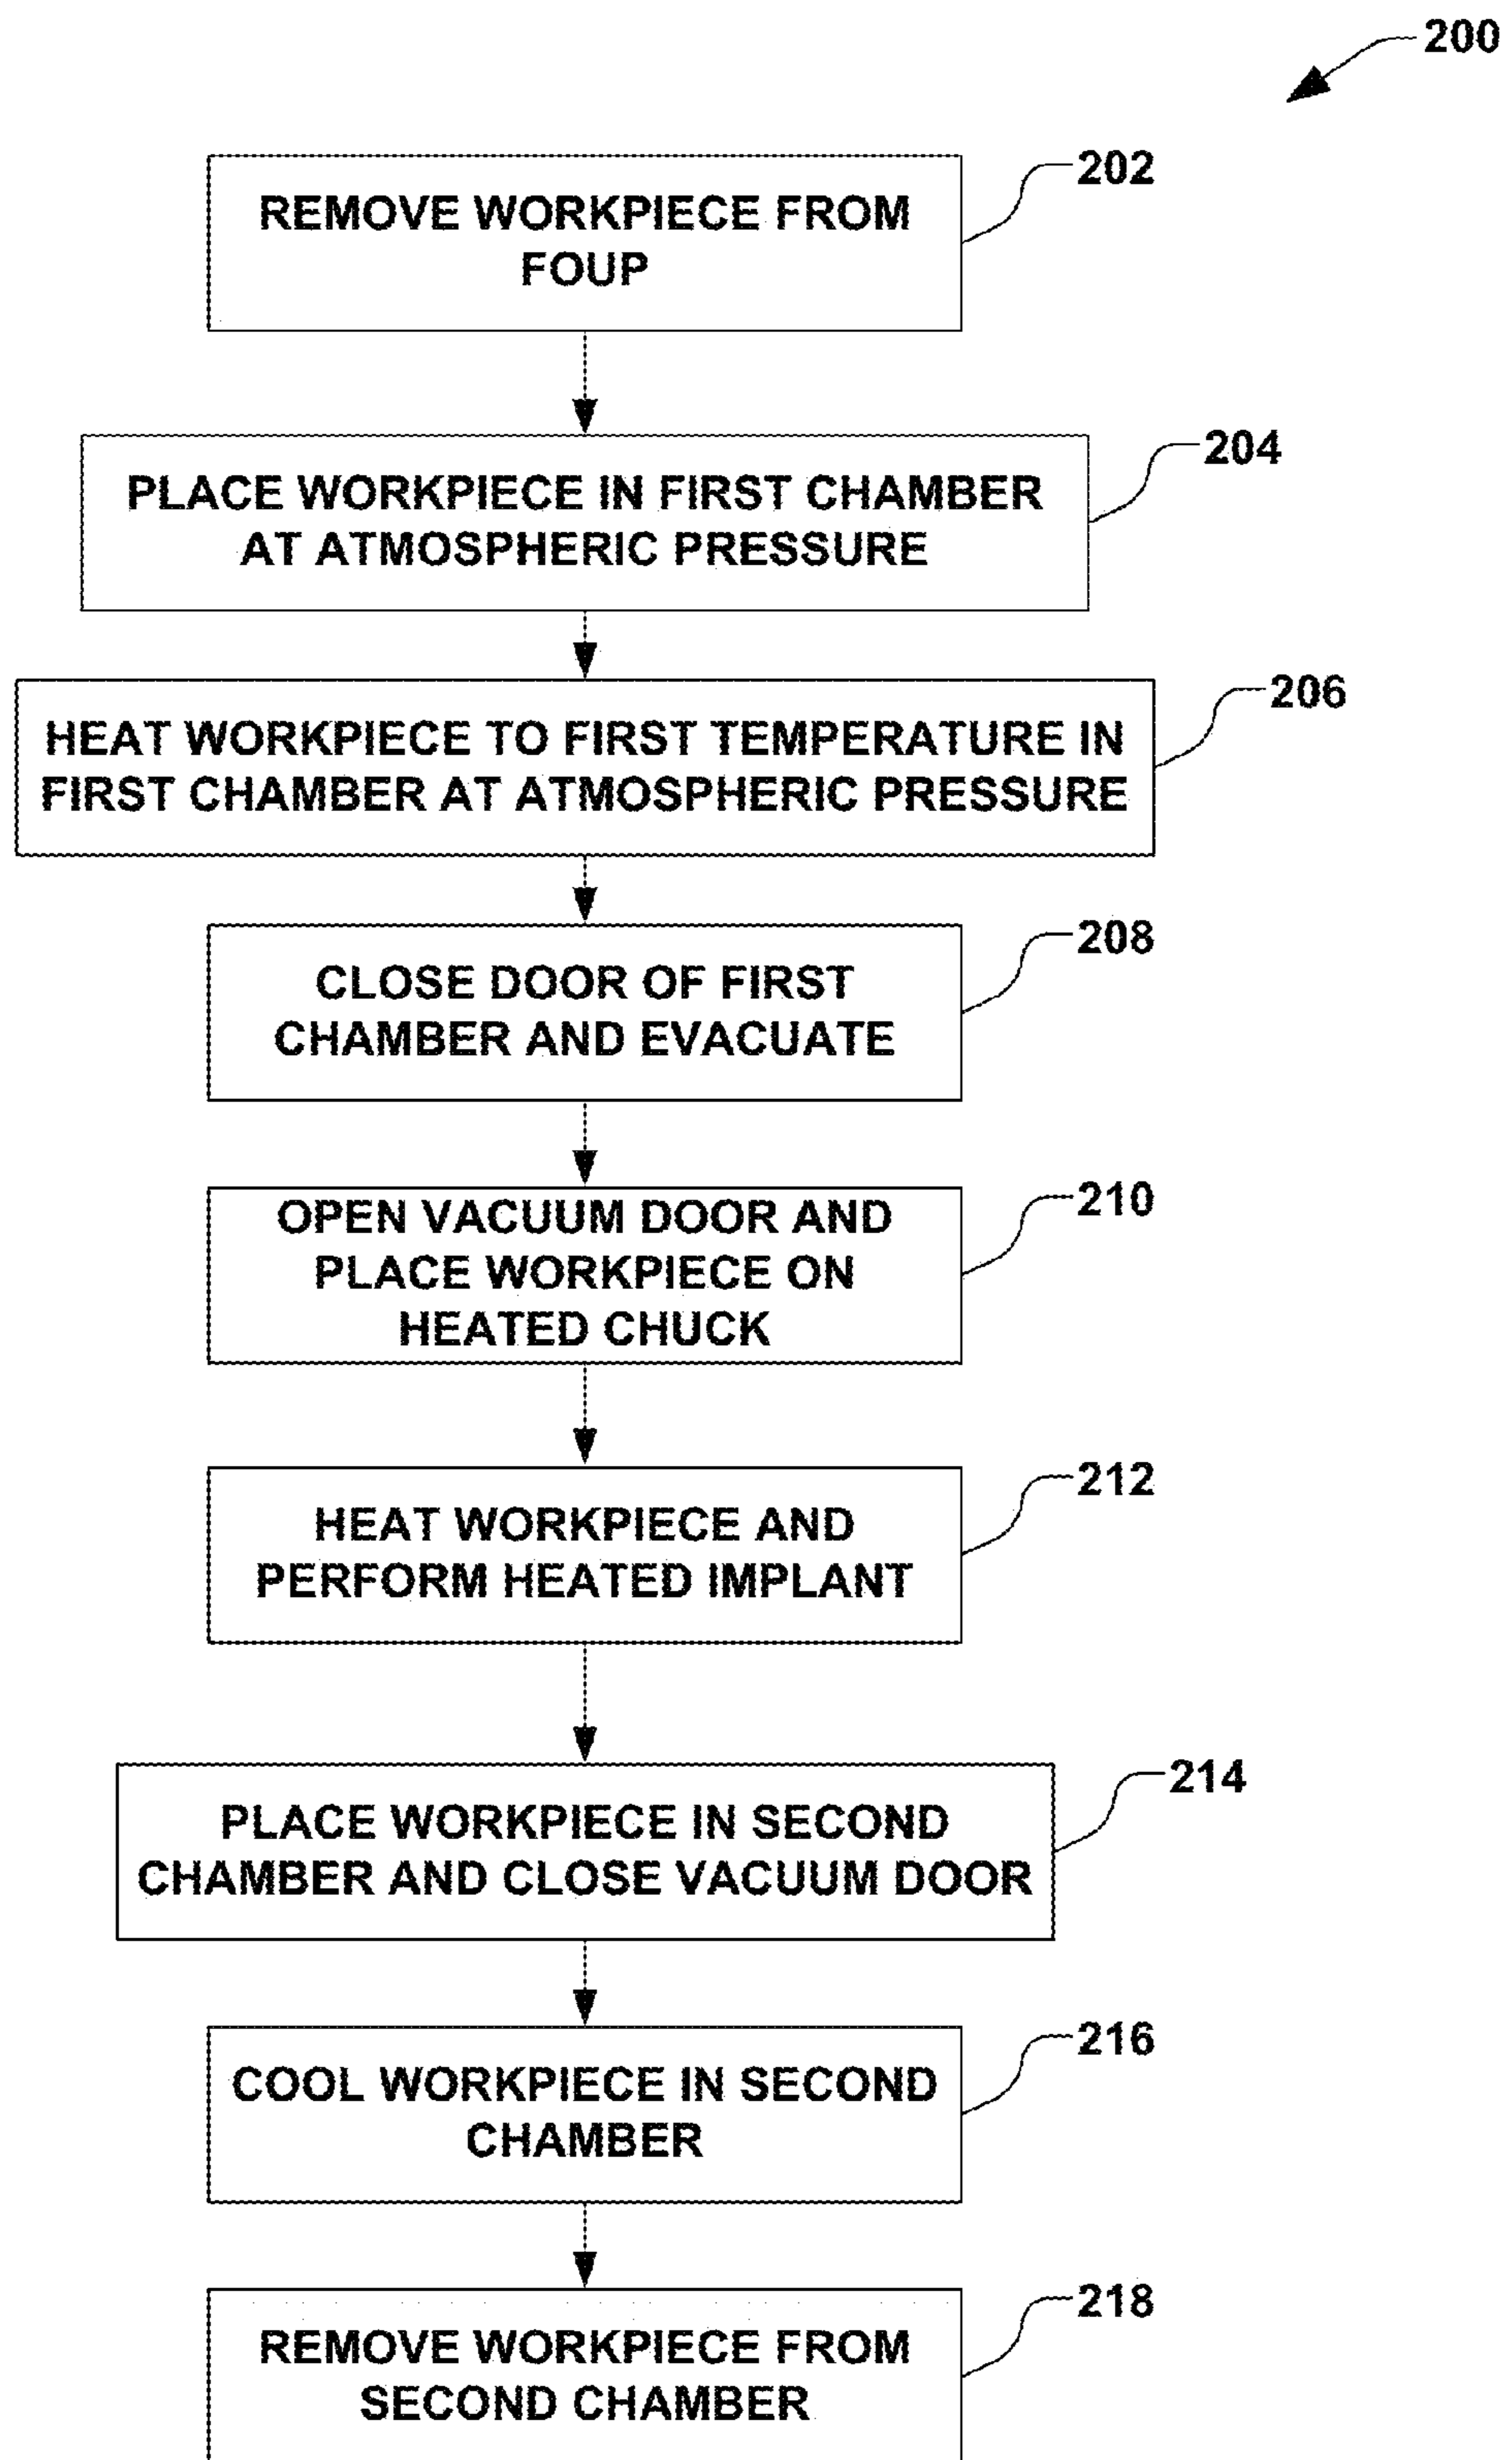 200
202
REMOVE WORKPIECE FROM
FOUP
204
PLACE WORKPIECE IN FIRST CHAMBER
AT ATMOSPHERIC PRESSURE
206
HEAT WORKPIECE TO FIRST TEMPERATURE IN
FIRST CHAMBER AT ATMOSPHERIC PRESSURE
208
CLOSE DOOR OF FIRST
CHAMBER AND EVACUATE
210
OPEN VACUUM DOOR AND
PLACE WORKPIECE ON
HEATED CHUCK
212
HEAT WORKPIECE AND
PERFORM HEATED IMPLANT
214
PLACE WORKPIECE IN SECOND
CHAMBER AND CLOSE VACUUM DOOR
216
COOL WORKPIECE IN SECOND
CHAMBER
218
REMOVE WORKPIECE FROM
SECOND CHAMBER